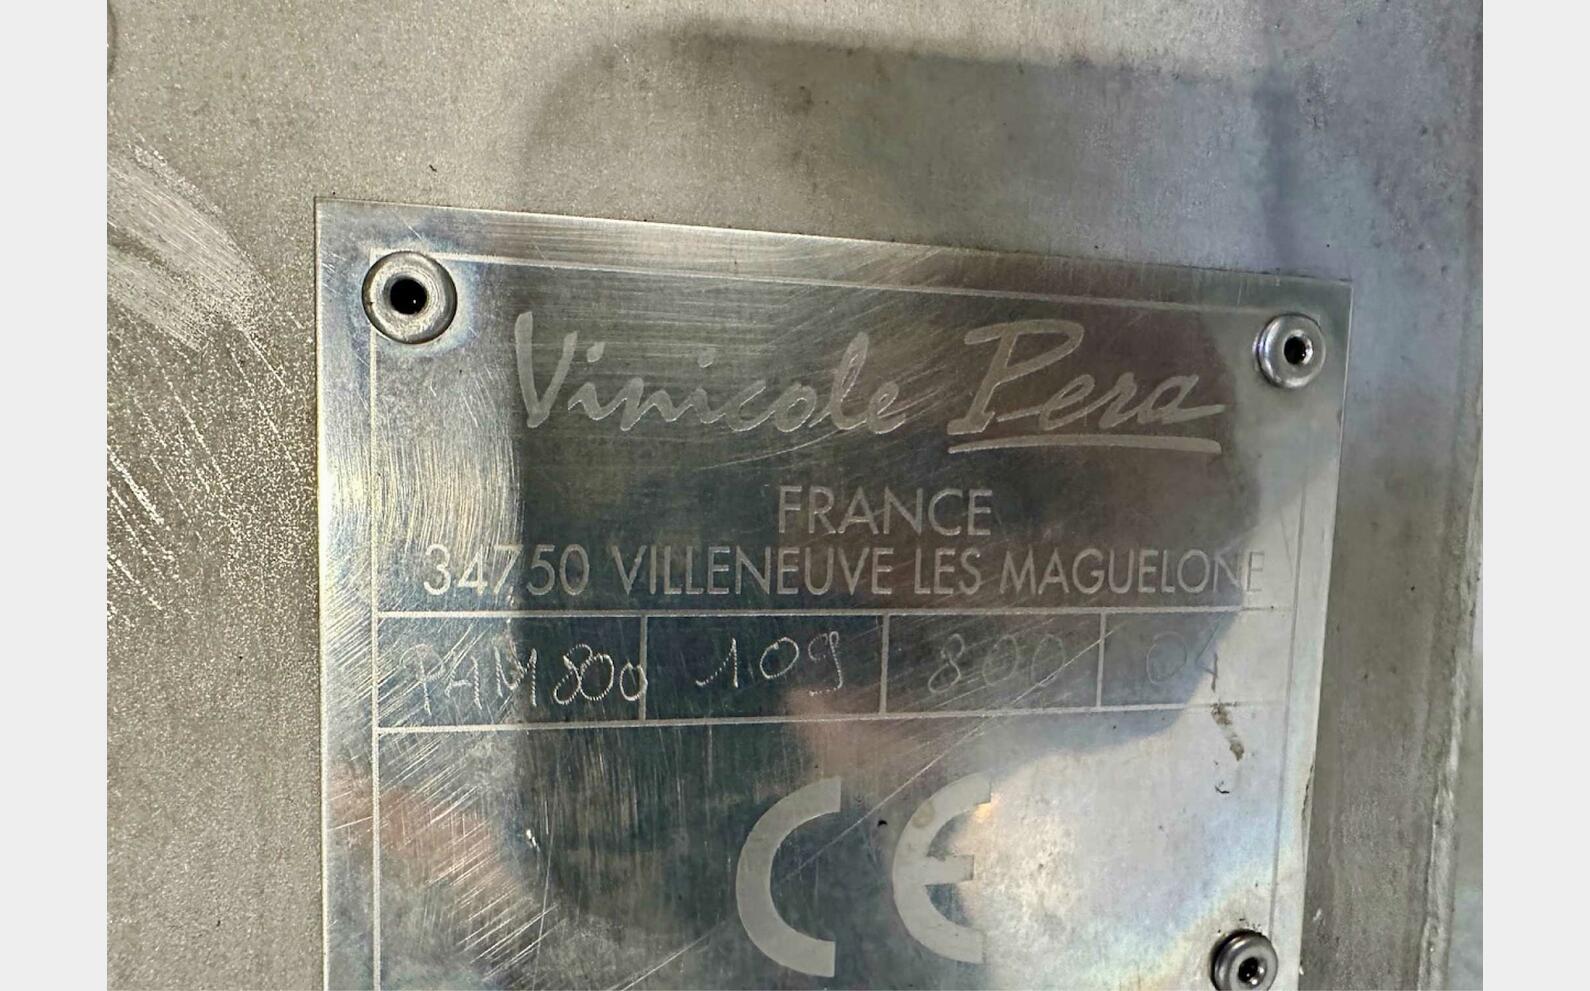 Vinicole Pera
FRANCE
34750 VILLENEUVE LES MAGUELONE
PAM800 109 800 04
CE